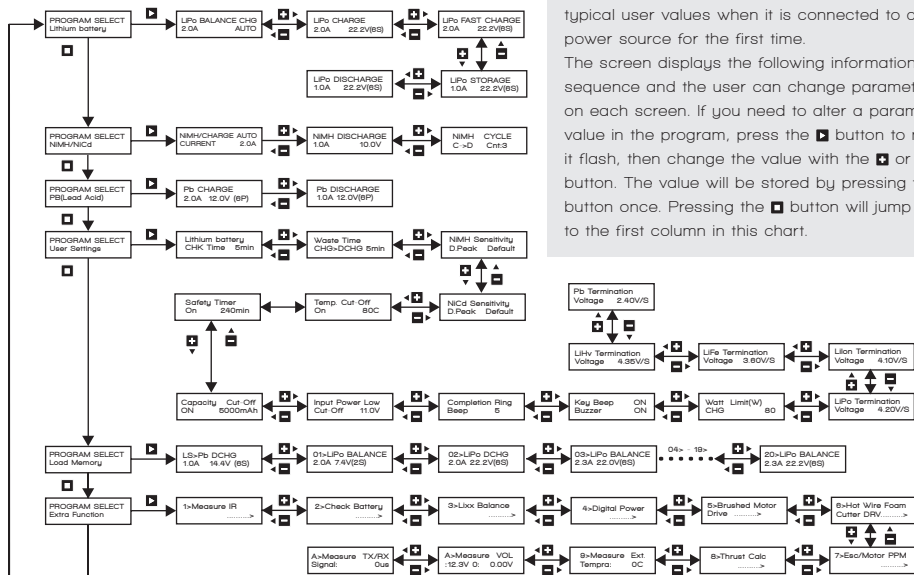 typical user values when it is connected to a
power source for the first time.
The screen displays the following information
sequence and the user can change paramet
on each screen. If you need to alter a param
value in the program, press the button to
it flash, then change the value with the or
button. The value will be stored by pressing
button once. Pressing the button will jump
to the first column in this chart.
PROGRAM SELECT
Lithium battery
LiPo BALANCE CHG
2.0A AUTO
LiPo CHARGE
2.0A 22.2V(6S)
LiPo FAST CHARGE
2.0A 22.2V(6S)
LiPo DISCHARGE
1.0A 22.2V(6S)
LiPo STORAGE
1.0A 22.2V(6S)
PROGRAM SELECT
NIMH/NiCd
NIMH/CHARGE AUTO
CURRENT 2.0A
NIMH DISCHARGE
1.0A 10.0V
NIMH CYCLE
C->D Cnt:3
PROGRAM SELECT
PB(Lead Acid)
Pb CHARGE
2.0A 12.0V (6P)
Pb DISCHARGE
1.0A 12.0V(6P)
PROGRAM SELECT
User Settings
Lithium battery
CHK Time 5min
Waste Time
CHG>DCHG 5min
NiMH Sensitivity
D.Peak Default
Safety Timer
On 240min
Temp. Cut-Off
On 80C
NiCd Sensitivity
D.Peak Default
Pb Termination
Voltage 2.40V/S
LiHv Termination
Voltage 4.35V/S
LiFe Termination
Voltage 3.60V/S
LiIon Termination
Voltage 4.10V/S
Capacity Cut-Off
ON 5000mAh
Input Power Low
Cut-Off 11.0V
Completion Ring
Beep 5
Key Beep ON
Buzzer ON
Watt Limit(W)
CHG 80
LiPo Termination
Voltage 4.20V/S
PROGRAM SELECT
Load Memory
LS>Pb DCHG
1.0A 14.4V (6S)
01>LiPo BALANCE
2.0A 7.4V(2S)
02>LiPo DCHG
2.0A 22.2V(6S)
03>LiPo BALANCE
2.3A 22.0V(6S)
04> - 19>
20>LiPo BALANCE
2.3A 22.2V(6S)
PROGRAM SELECT
Extra Function
1>Measure IR
..........>
2>Check Battery
..........>
3>Lixx Balance
..........>
4>Digital Power
..........>
5>Brushed Motor
Drive ..........>
6>Hot Wire Foam
Cutter DRV..........>
A>Measure TX/RX
Signal: 0us
A>Measure VOL
:12.3V 0: 0.00V
9>Measure Ext.
Tempra: 0C
8>Thrust Calc
..........>
7>Esc/Motor PPM
..........>